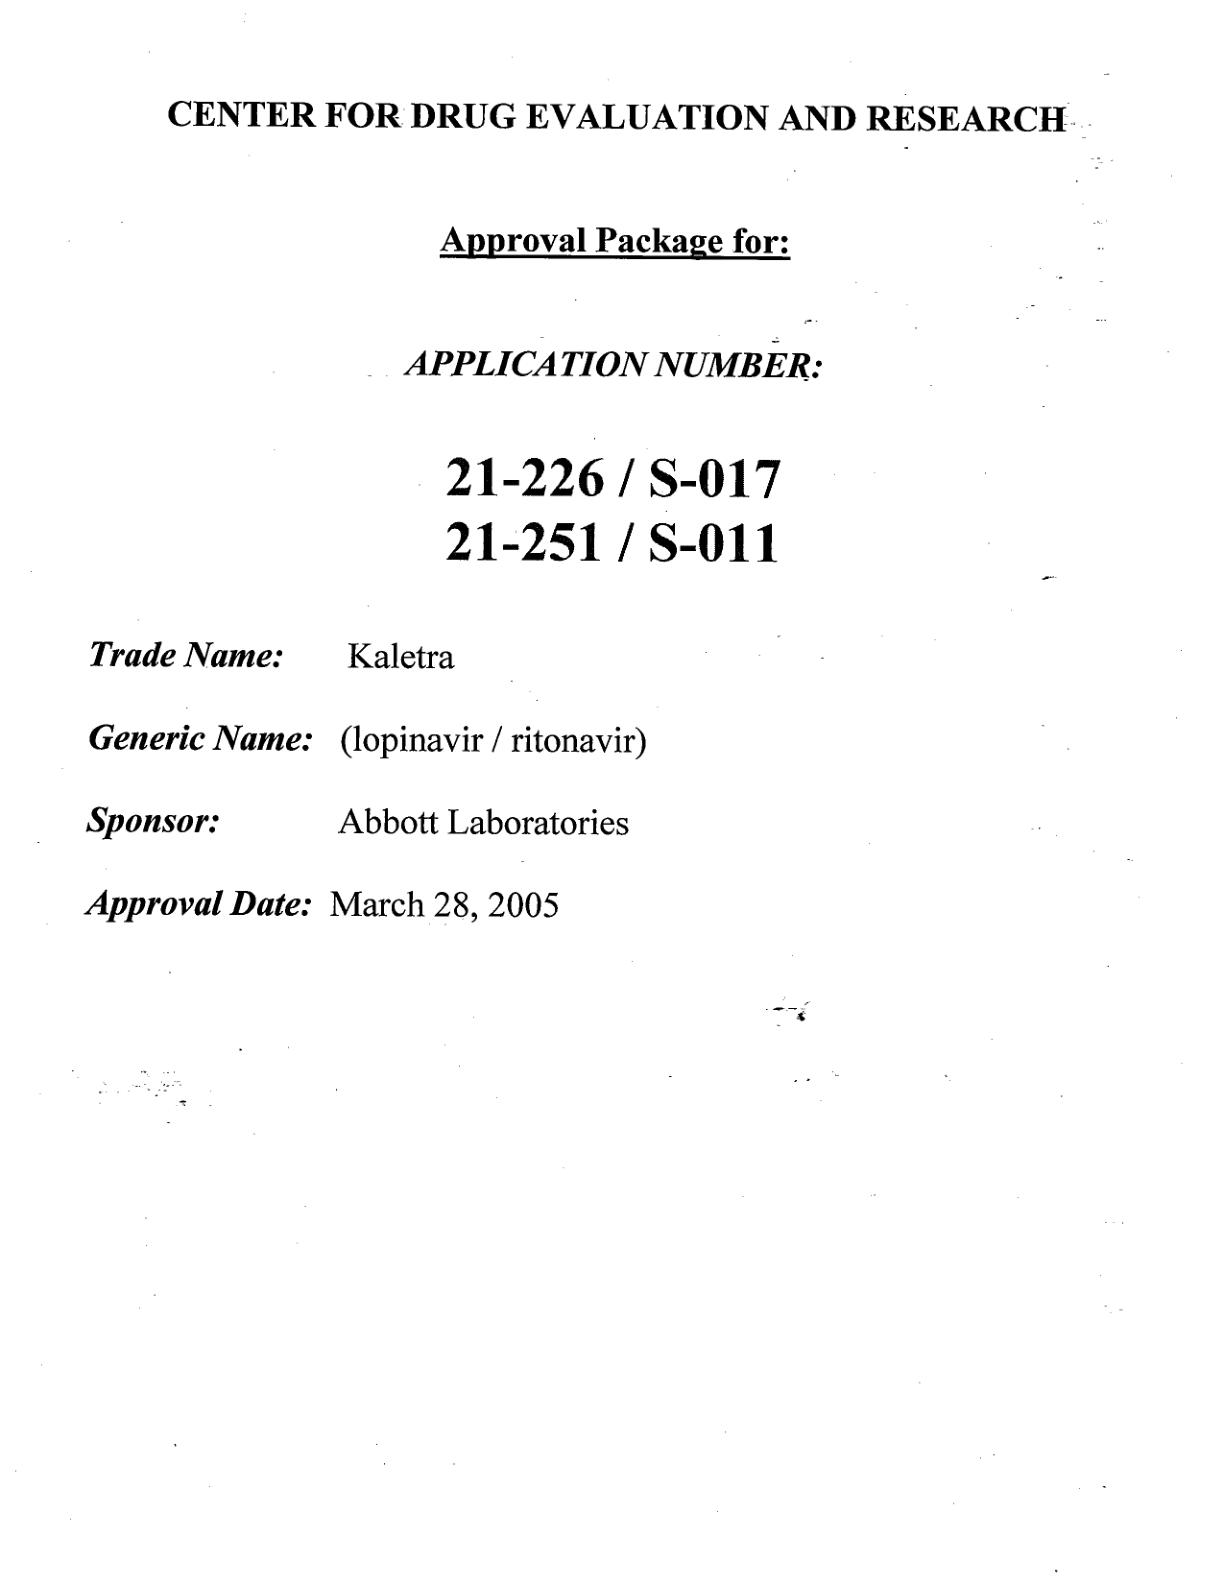 CENTER FOR DRUG EVALUATION AND RESEARCH
Approval Package for:
APPLICATION NUMBER:
21-226 / S-017
21-251 / S-011
Trade Name: Kaletra
Generic Name: (lopinavir / ritonavir)
Sponsor: Abbott Laboratories
Approval Date: March 28, 2005